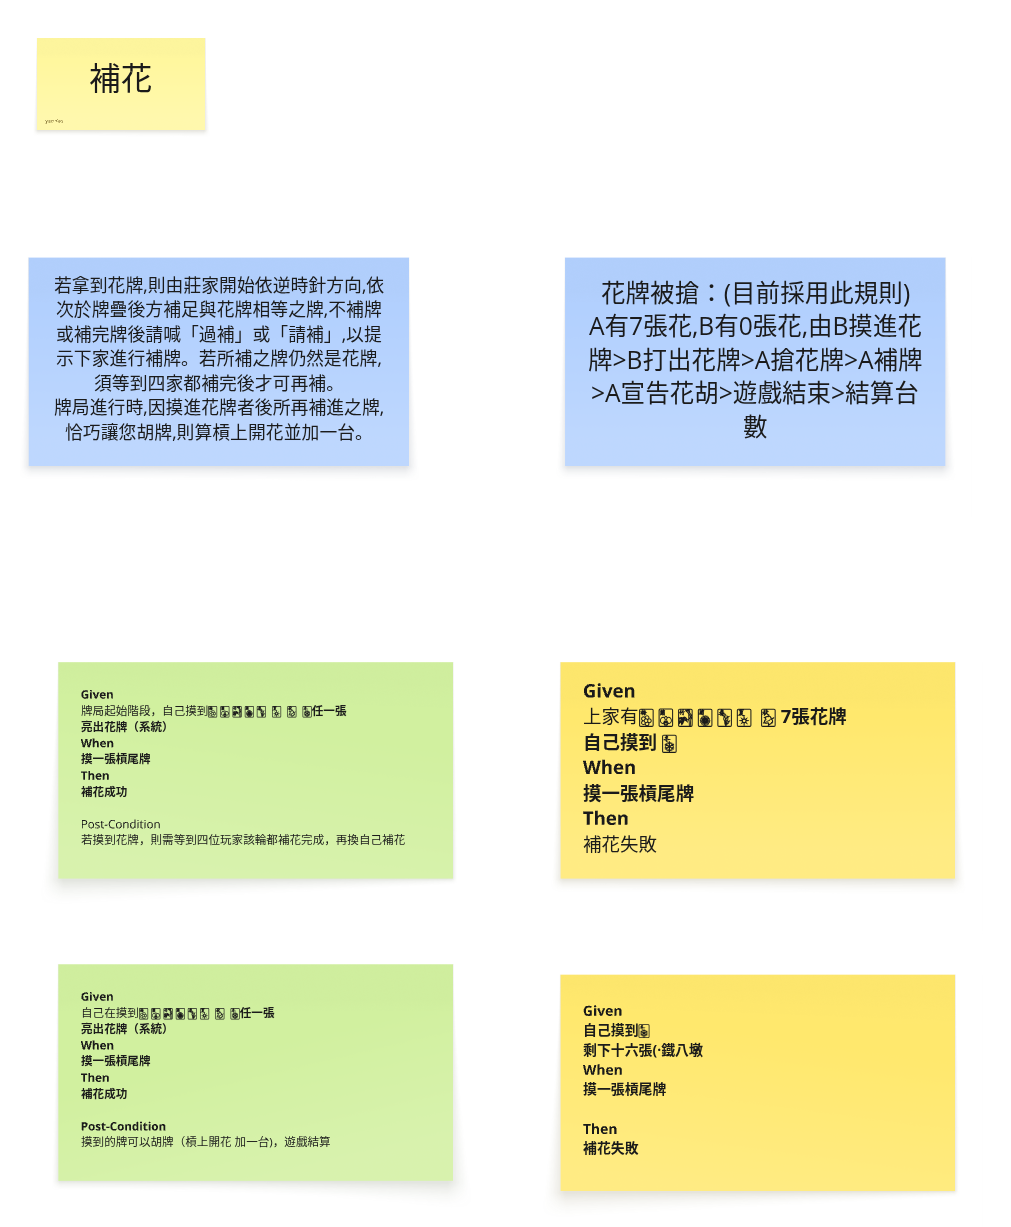 補花
若拿到花牌,則由莊家開始依逆時針方向,依
次於牌疊後方補足與花牌相等之牌,不補牌
或補完牌後請喊「過補」或「請補」,以提
示下家進行補牌。若所補之牌仍然是花牌,
須等到四家都補完後才可再補。
牌局進行時,因摸進花牌者後所再補進之牌,
恰巧讓您胡牌,則算槓上開花並加一台。
花牌被搶：(目前採用此規則)
A有7張花,B有0張花,由B摸進花
牌>B打出花牌>A搶花牌>A補牌
>A宣告花胡>遊戲結束>結算台
數
Given
牌局起始階段，自己摸到任一張
亮出花牌（系統）
When
摸一張槓尾牌
Then
補花成功
Post-Condition
若摸到花牌，則需等到四位玩家該輪都補花完成，再換自己補花
Given
上家有 7張花牌
自己摸到
When
摸一張槓尾牌
Then
補花失敗
Given
自己在摸到任一張
亮出花牌（系統）
When
摸一張槓尾牌
Then
補花成功
Post-Condition
摸到的牌可以胡牌（槓上開花 加一台)，遊戲結算
Given
自己摸到
剩下十六張(·鐵八墩
When
摸一張槓尾牌
Then
補花失敗